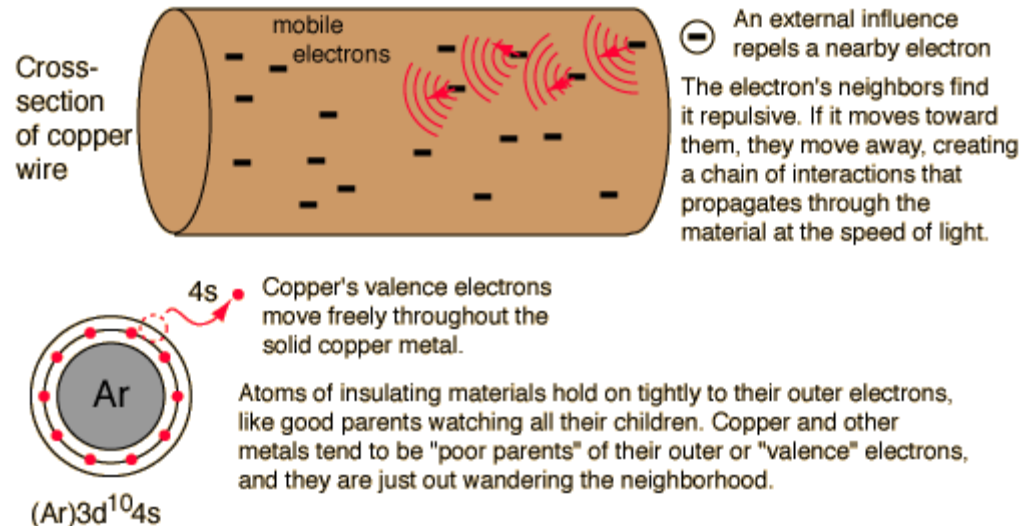 mobile
electrons
Cross-
section
of copper
wire
An external influence
repels a nearby electron
The electron's neighbors find
it repulsive. If it moves toward
them, they move away, creating
a chain of interactions that
propagates through the
material at the speed of light.
4s
Copper's valence electrons
move freely throughout the
solid copper metal.
Ar
Atoms of insulating materials hold on tightly to their outer electrons,
like good parents watching all their children. Copper and other
metals tend to be "poor parents" of their outer or "valence" electrons,
and they are just out wandering the neighborhood.
(Ar)3d¹⁰4s